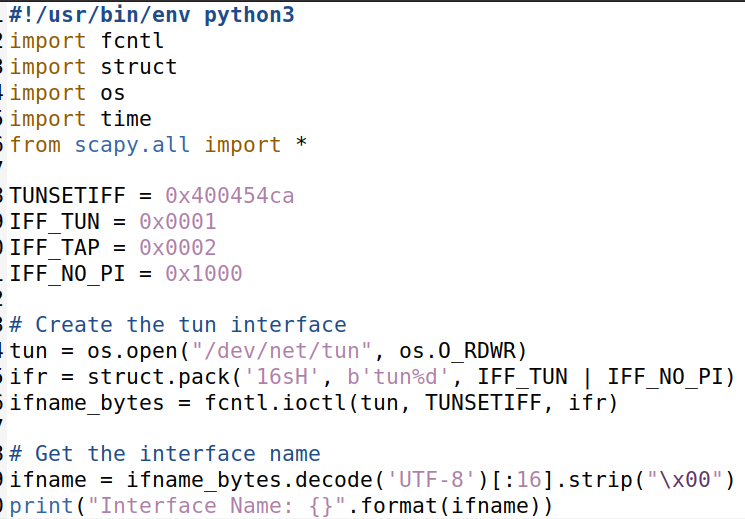 #!/usr/bin/env python3
import fcntl
import struct
import os
import time
from scapy.all import *
TUNSETIFF = 0x400454ca
IFF_TUN = 0x0001
IFF_TAP = 0x0002
IFF_NO_PI = 0x1000
# Create the tun interface
tun = os.open("/dev/net/tun", os.O_RDWR)
ifr = struct.pack('16sH', b'tun%d', IFF_TUN | IFF_NO_PI)
ifname_bytes = fcntl.ioctl(tun, TUNSETIFF, ifr)
# Get the interface name
ifname = ifname_bytes.decode('UTF-8')[:16].strip("\x00")
print("Interface Name: {}".format(ifname))